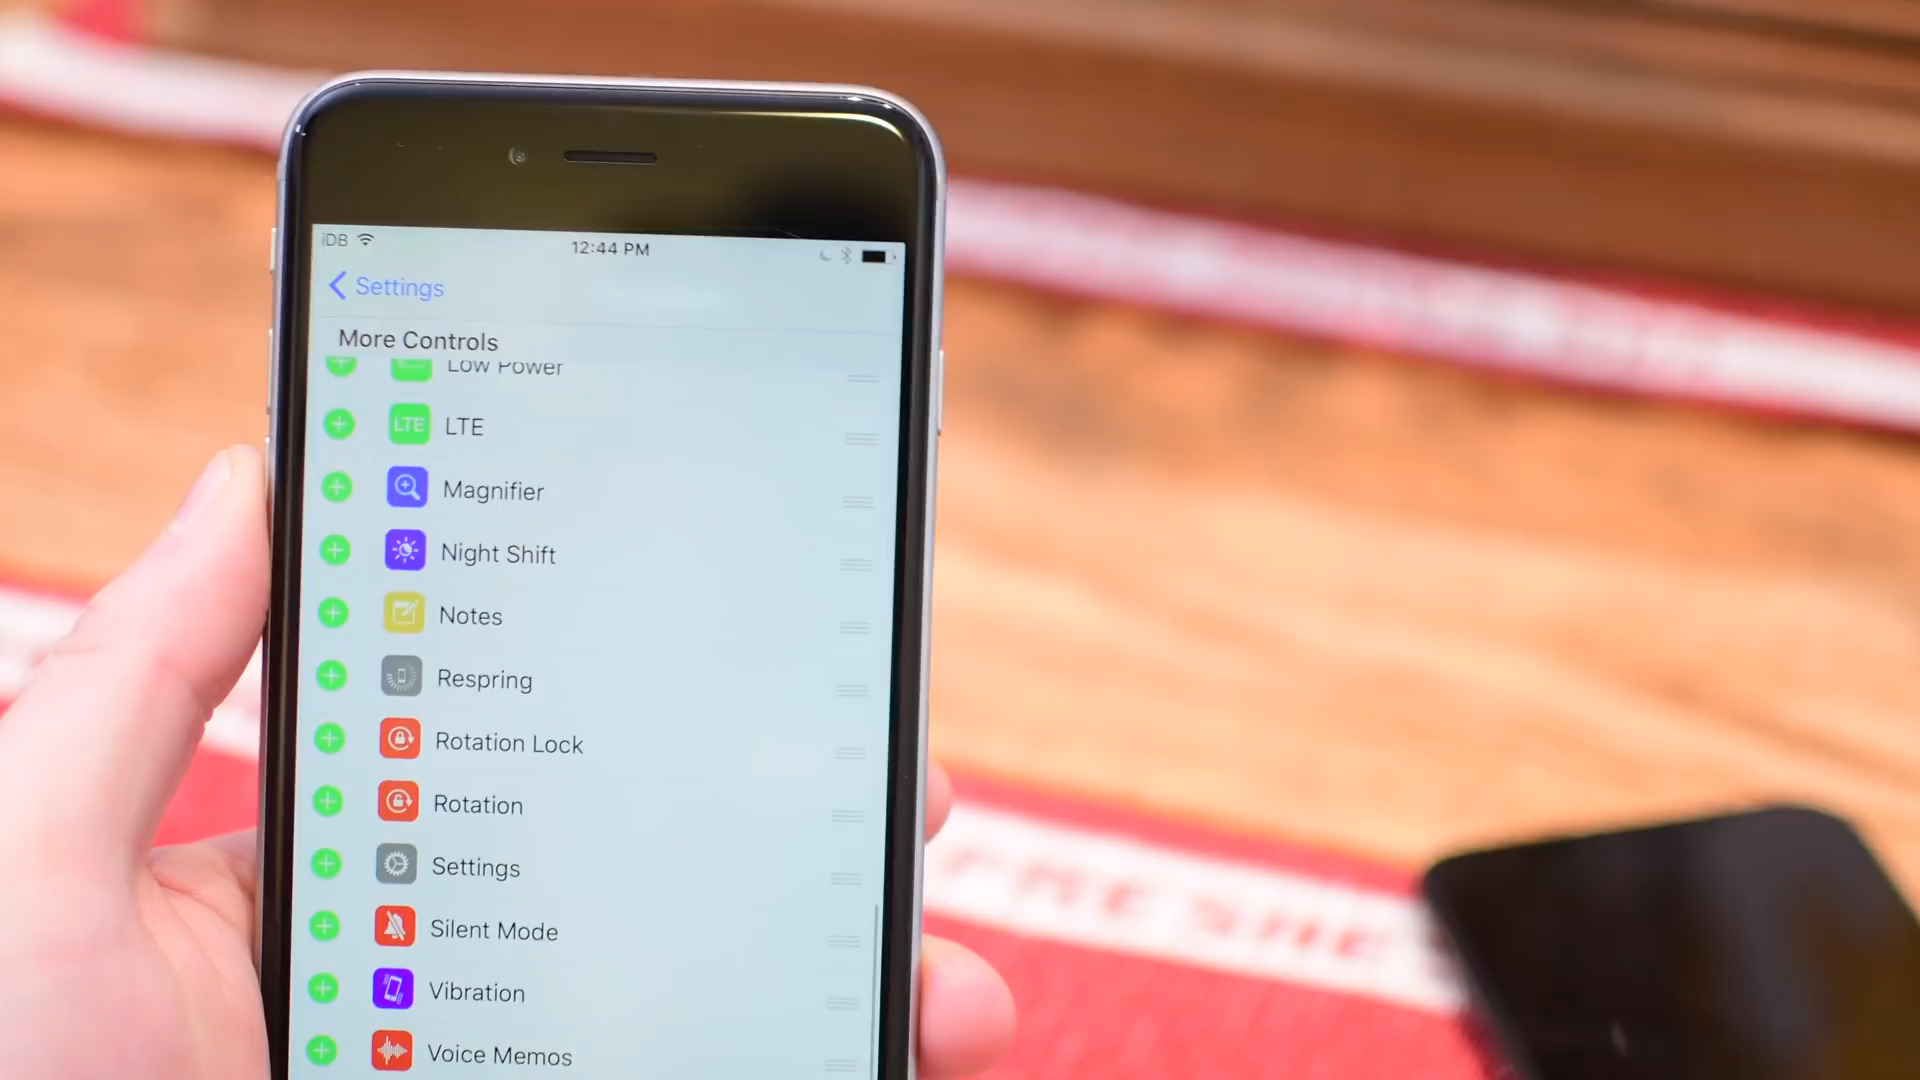 iDB 12:44 PM
Settings
More Controls
Low Power
LTE LTE
Magnifier
Night Shift
Notes
Respring
Rotation Lock
Rotation
Settings
Silent Mode
Vibration
Voice Memos